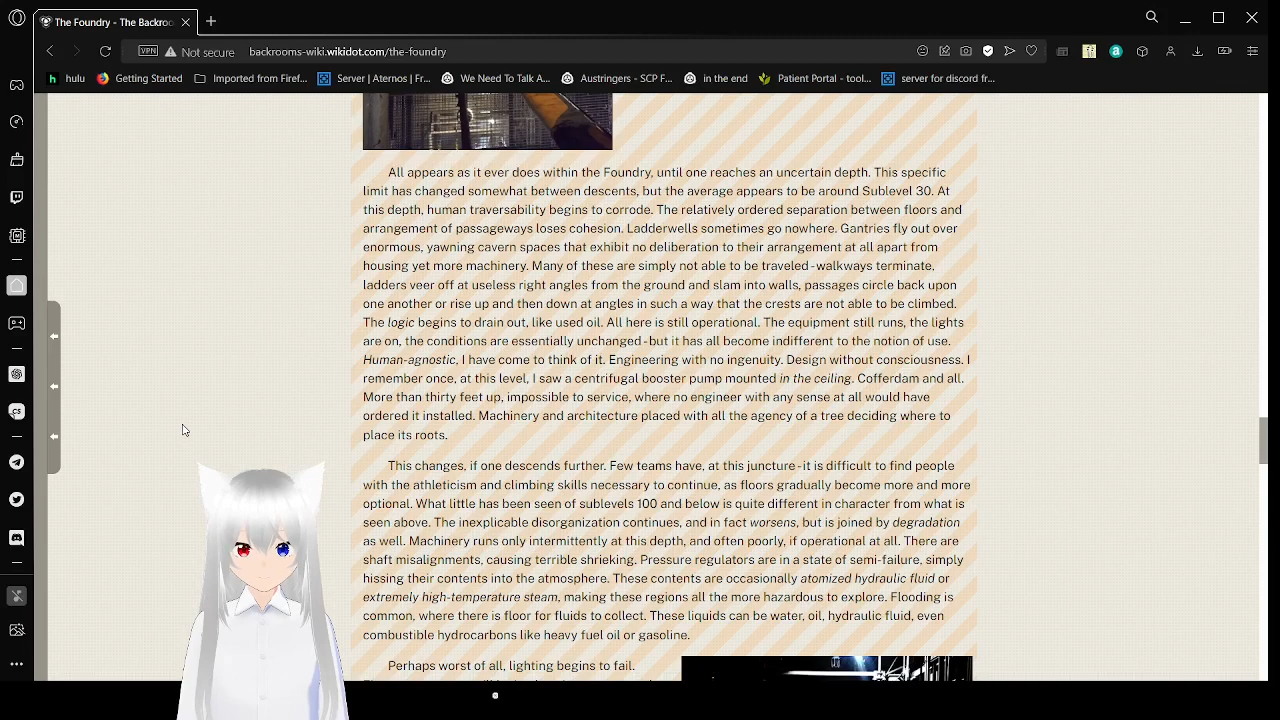 The Foundry - The Backroo
VPN Not secure backrooms-wiki.wikidot.com/the-foundry
hulu Getting Started Imported from Firef... Server | Aternos | Fr... We Need To Talk A... Austringers - SCP F... in the end Patient Portal - tool... server for discord fr...
All appears as it ever does within the Foundry, until one reaches an uncertain depth. This specific
limit has changed somewhat between descents, but the average appears to be around Sublevel 30. At
this depth, human traversability begins to corrode. The relatively ordered separation between floors and
arrangement of passageways loses cohesion. Ladderwells sometimes go nowhere. Gantries fly out over
enormous, yawning cavern spaces that exhibit no deliberation to their arrangement at all apart from
housing yet more machinery. Many of these are simply not able to be traveled - walkways terminate,
ladders veer off at useless right angles from the ground and slam into walls, passages circle back upon
one another or rise up and then down at angles in such a way that the crests are not able to be climbed.
The logic begins to drain out, like used oil. All here is still operational. The equipment still runs, the lights
are on, the conditions are essentially unchanged - but it has all become indifferent to the notion of use.
Human-agnostic, I have come to think of it. Engineering with no ingenuity. Design without consciousness. I
remember once, at this level, I saw a centrifugal booster pump mounted in the ceiling. Cofferdam and all.
More than thirty feet up, impossible to service, where no engineer with any sense at all would have
ordered it installed. Machinery and architecture placed with all the agency of a tree deciding where to
place its roots.
This changes, if one descends further. Few teams have, at this juncture - it is difficult to find people
with the athleticism and climbing skills necessary to continue, as floors gradually become more and more
optional. What little has been seen of sublevels 100 and below is quite different in character from what is
seen above. The inexplicable disorganization continues, and in fact worsens, but is joined by degradation
as well. Machinery runs only intermittently at this depth, and often poorly, if operational at all. There are
shaft misalignments, causing terrible shrieking. Pressure regulators are in a state of semi-failure, simply
hissing their contents into the atmosphere. These contents are occasionally atomized hydraulic fluid or
extremely high-temperature steam, making these regions all the more hazardous to explore. Flooding is
common, where there is floor for fluids to collect. These liquids can be water, oil, hydraulic fluid, even
combustible hydrocarbons like heavy fuel oil or gasoline.
Perhaps worst of all, lighting begins to fail.